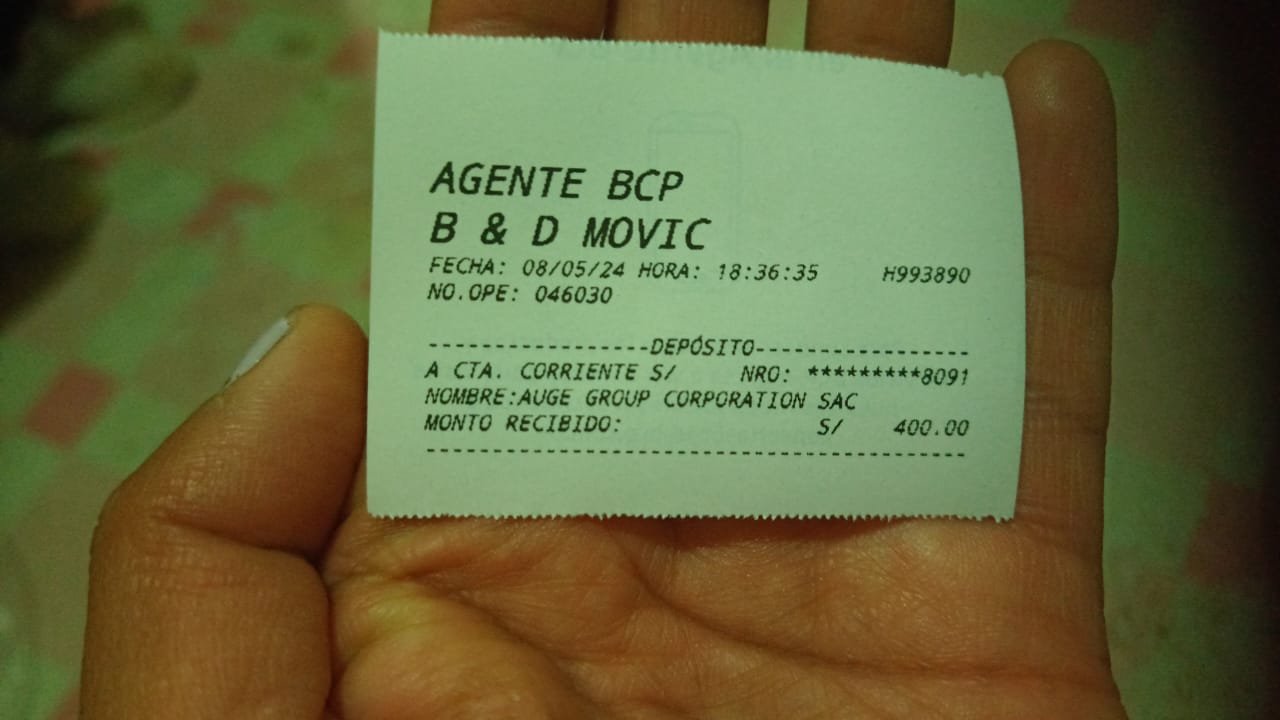 AGENTE BCP
B & D MOVIC
FECHA: 08/05/24 HORA: 18:36:35 H993890
NO.OPE: 046030
-----------------DEPÓSITO-----------------
A CTA. CORRIENTE S/ NRO: *********8091
NOMBRE:AUGE GROUP CORPORATION SAC
MONTO RECIBIDO: S/ 400.00
------------------------------------------